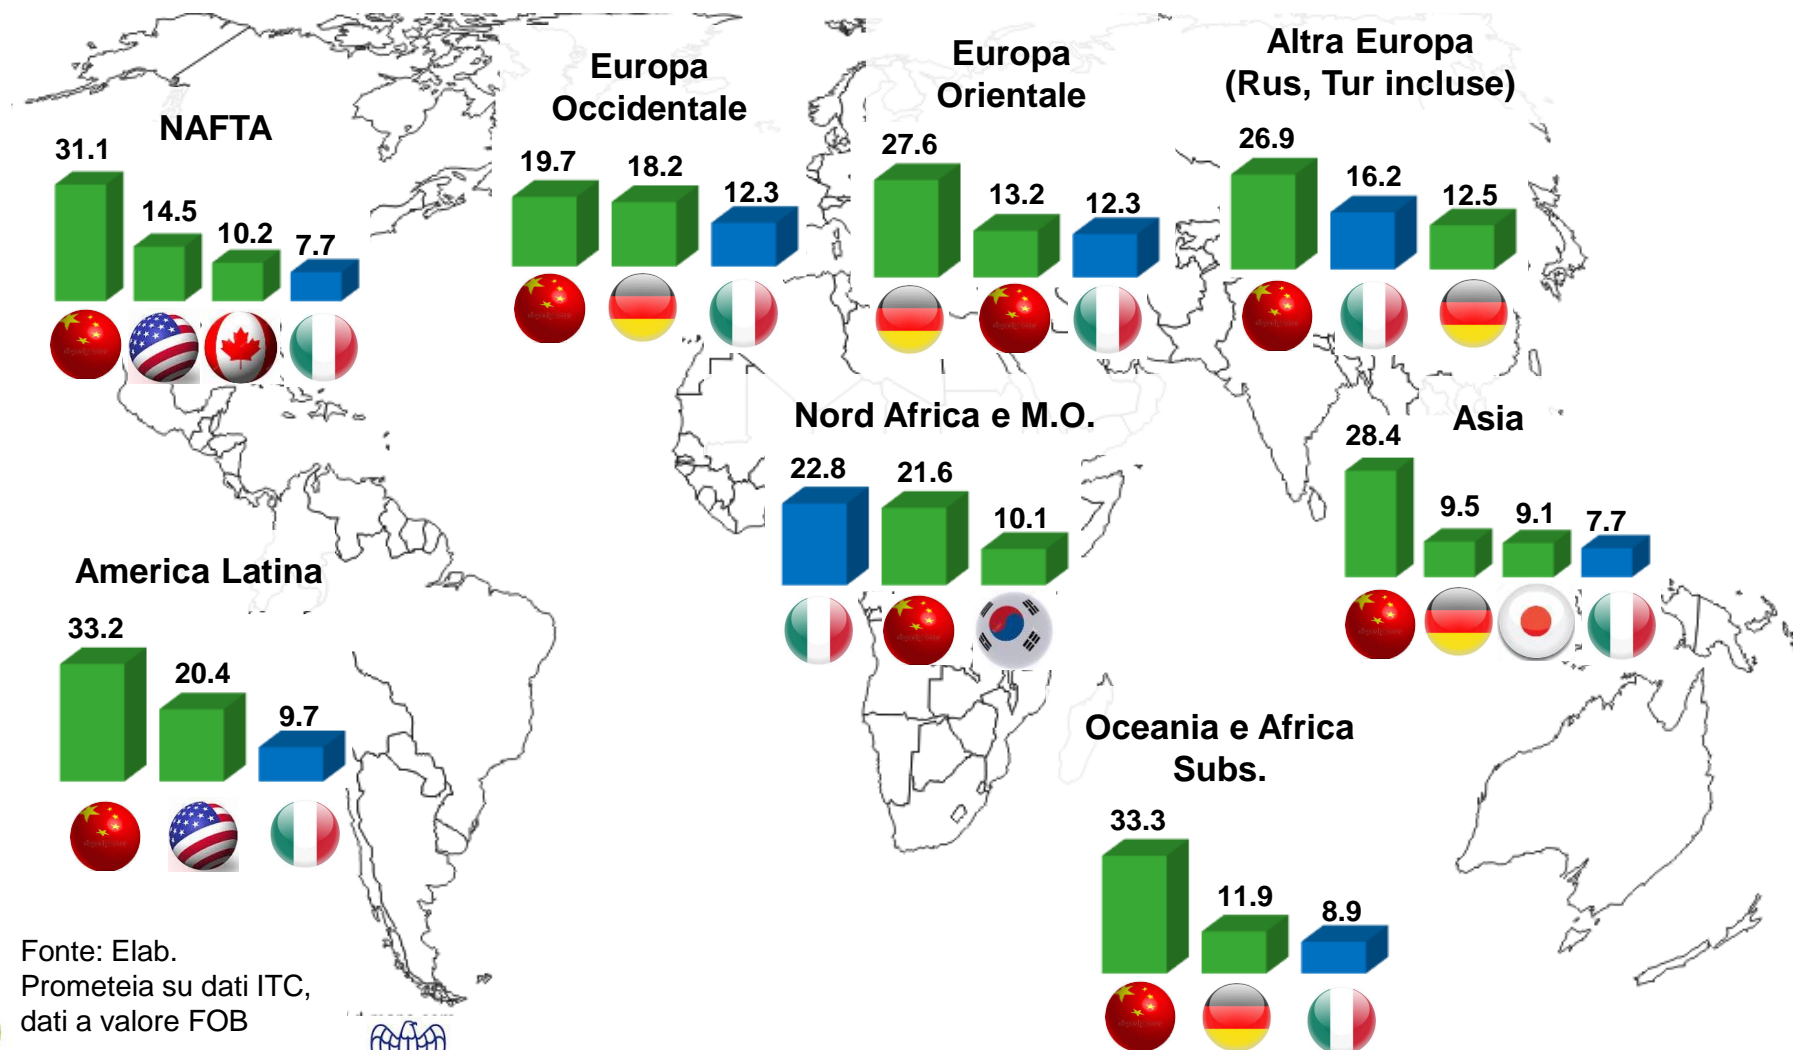 NAFTA
31.1
14.5
10.2
7.7
Europa
Occidentale
19.7
18.2
12.3
Europa
Orientale
27.6
13.2
12.3
Altra Europa
(Rus, Tur incluse)
26.9
16.2
12.5
Nord Africa e M.O.
22.8
21.6
10.1
Asia
28.4
9.5
9.1
7.7
America Latina
33.2
20.4
9.7
Oceania e Africa
Subs.
33.3
11.9
8.9
Fonte: Elab.
Prometeia su dati ITC,
dati a valore FOB